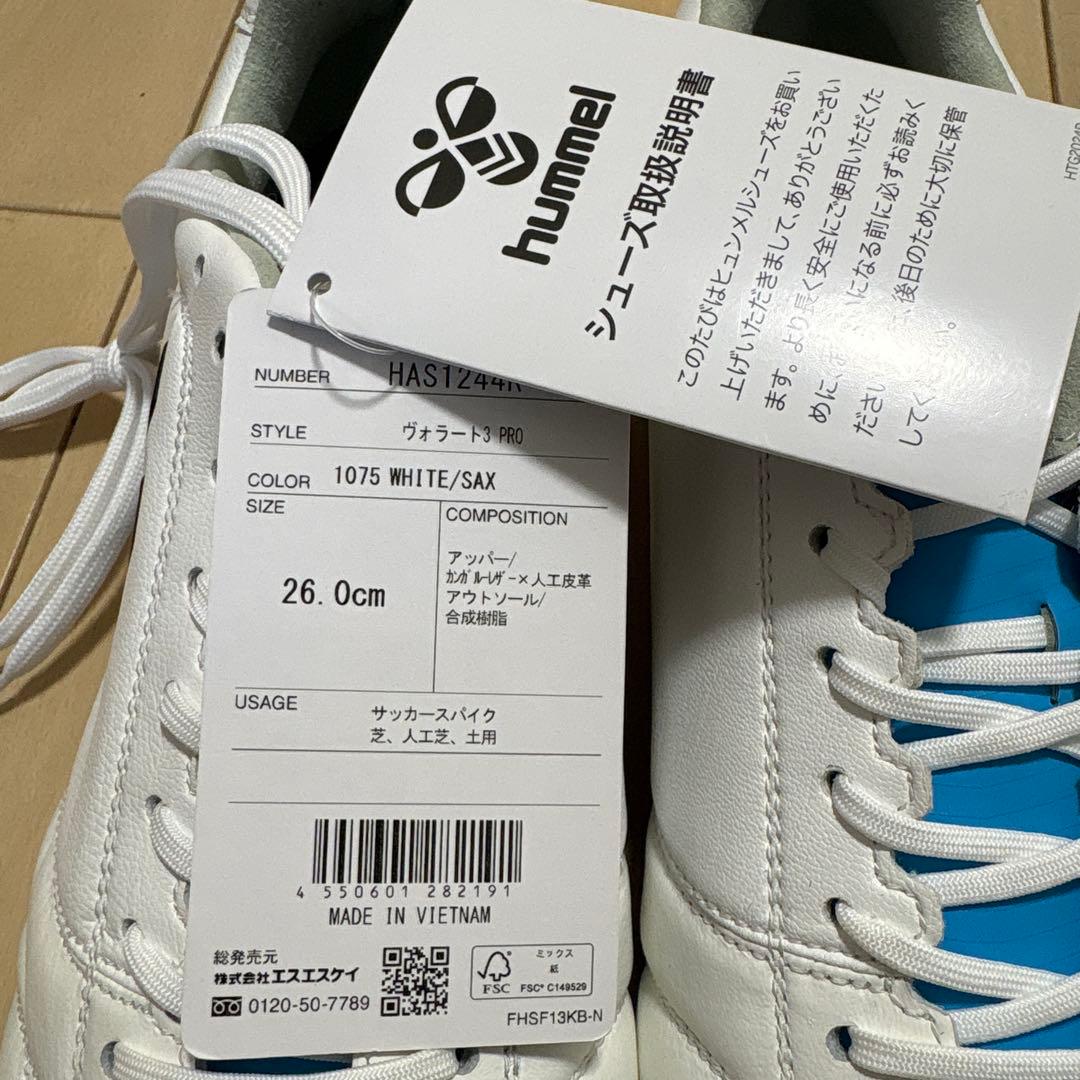 hummel
シューズ取扱説明書
このたびはヒュンメルシューズをお買い
上げいただきまして、ありがとうござい
ます。より長く安全にご使用いただくた
めに、
になる前に必ずお読みく
ださい
、後日のために大切に保管
してく
い。
NUMBER HAS1244R
STYLE ヴォラート3 PRO
COLOR 1075 WHITE/SAX
SIZE
26.0cm
COMPOSITION
アッパー/
ｶﾝｶﾞﾙｰﾚｻﾞｰ×人工皮革
アウトソール/
合成樹脂
USAGE
サッカースパイク
芝、人工芝、土用
4 550601 282191
MADE IN VIETNAM
総発売元
株式会社エスエスケイ
0120-50-7789
FSC
ミックス
紙
FSC® C149529
FHSF13KB-N